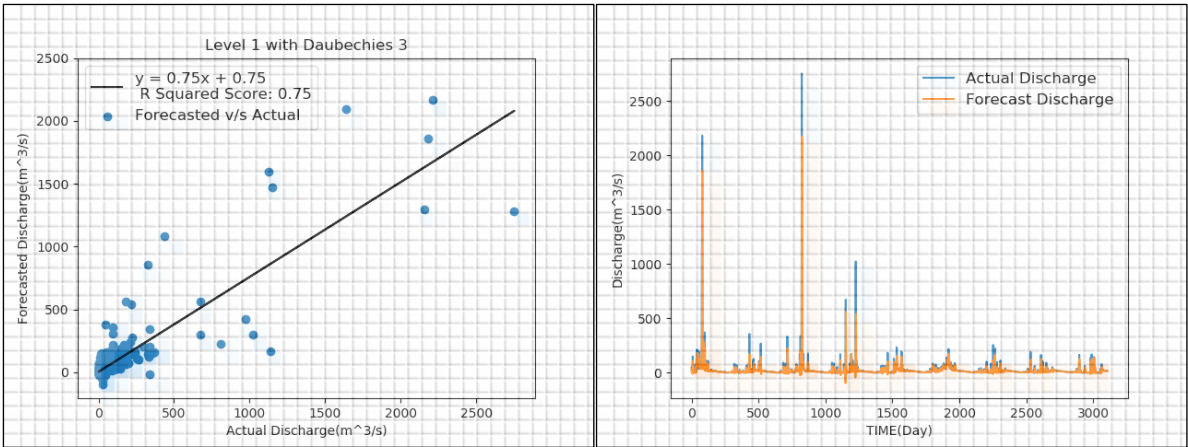 Level 1 with Daubechies 3
y = 0.75x + 0.75
R Squared Score: 0.75
Forecasted v/s Actual
2500
2000
1500
1000
500
0
Forecasted Discharge(m^3/s)
0 500 1000 1500 2000 2500
Actual Discharge(m^3/s)
Actual Discharge
Forecast Discharge
2500
2000
1500
1000
500
0
Discharge(m^3/s)
0 500 1000 1500 2000 2500 3000
TIME(Day)